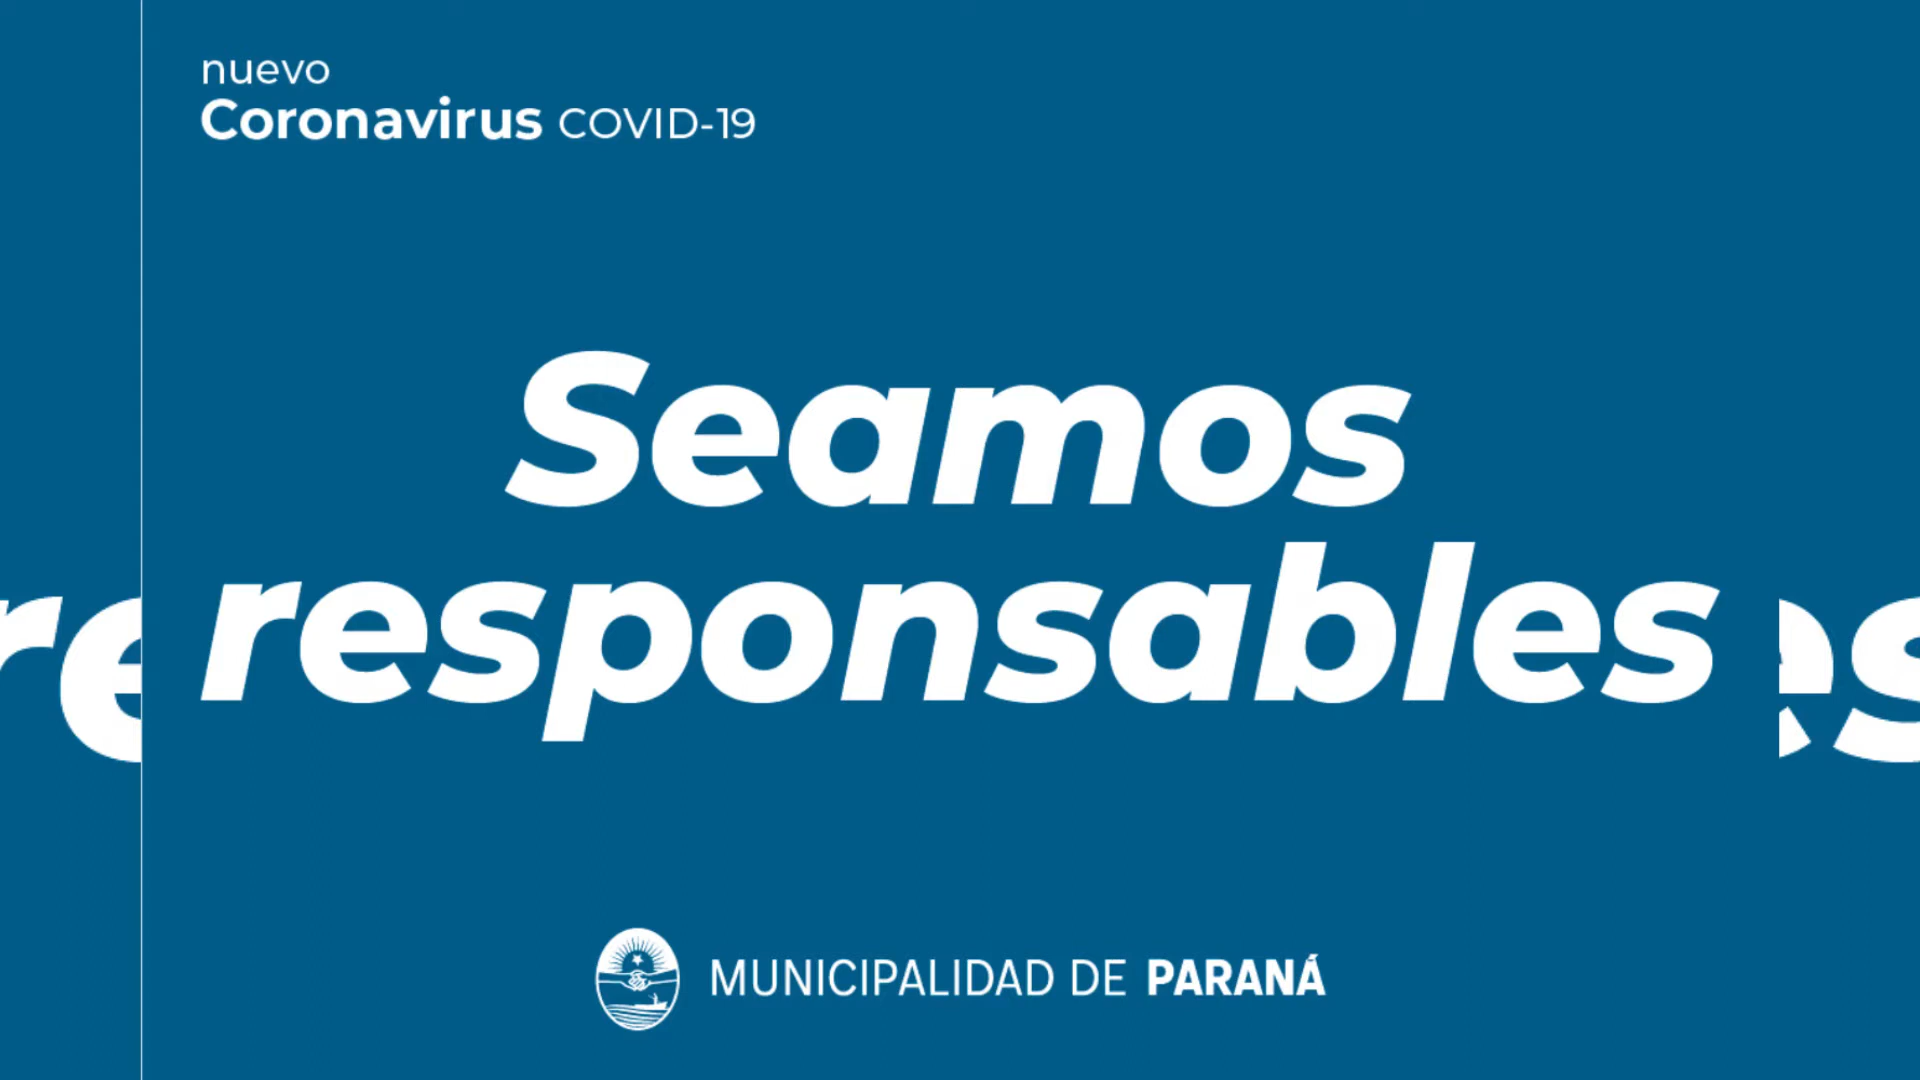 nuevo
Coronavirus COVID-19
Seamos
responsables
MUNICIPALIDAD DE PARANÁ